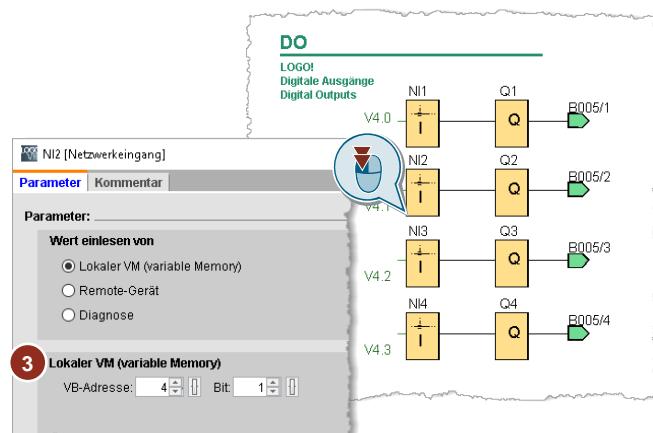 DO
LOGO!
Digitale Ausgänge
Digital Outputs
NI1 Q1
V4.0 I Q B005/1
NI2 Q2
V4.1 I Q B005/2
NI3 Q3
V4.2 I Q B005/3
NI4 Q4
V4.3 I Q B005/4
NI2 [Netzwerkeingang]
Parameter Kommentar
Parameter:
Wert einlesen von
Lokaler VM (variable Memory)
Remote-Gerät
Diagnose
3 Lokaler VM (variable Memory)
VB-Adresse: 4 Bit: 1